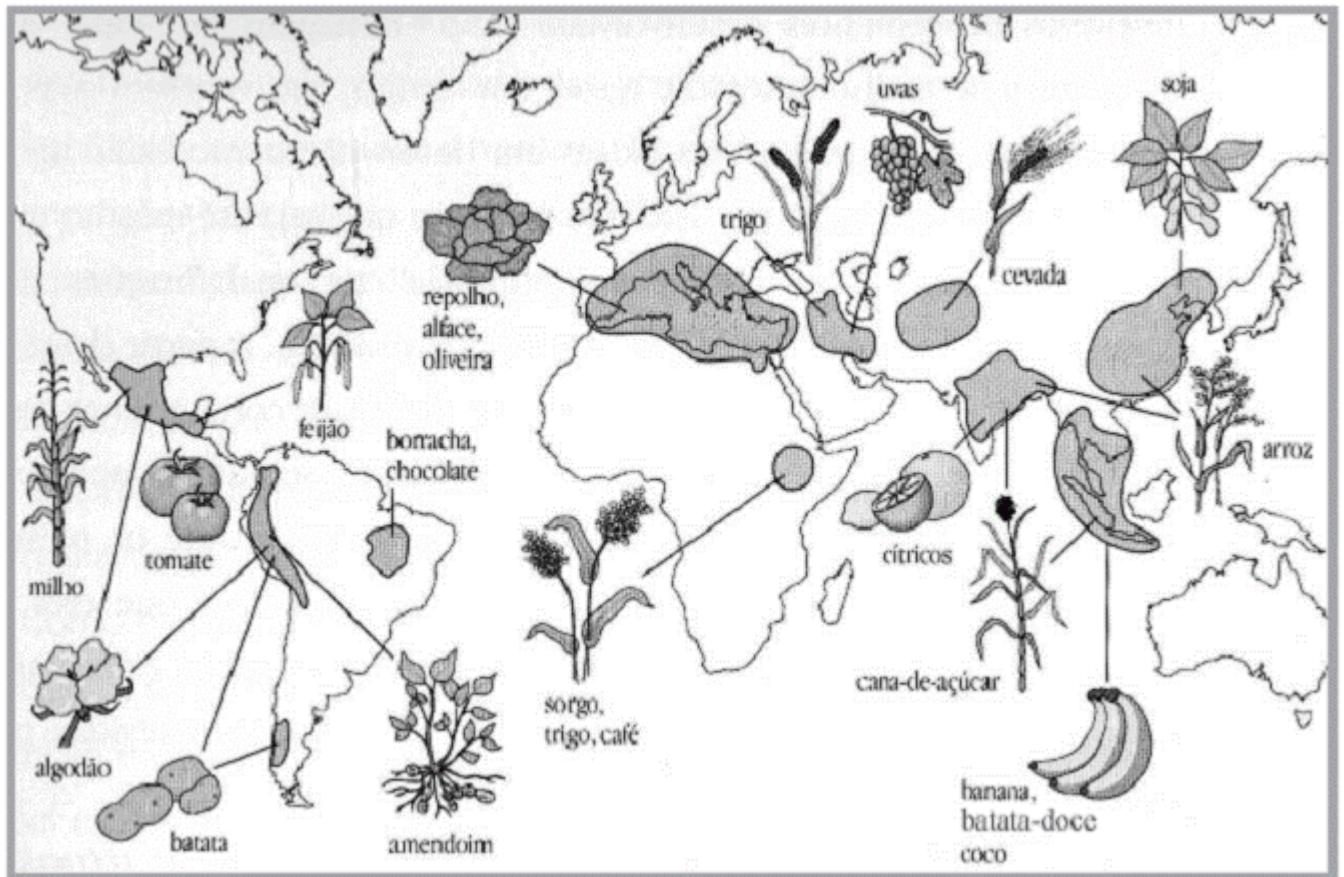 uvas
soja
trigo
cevada
repolho,
alface,
oliveira
feijão
borracha,
chocolate
arroz
milho
tomate
cítricos
cana-de-açúcar
sorgo,
trigo, café
algodão
batata
amendoim
banana,
batata-doce
coco